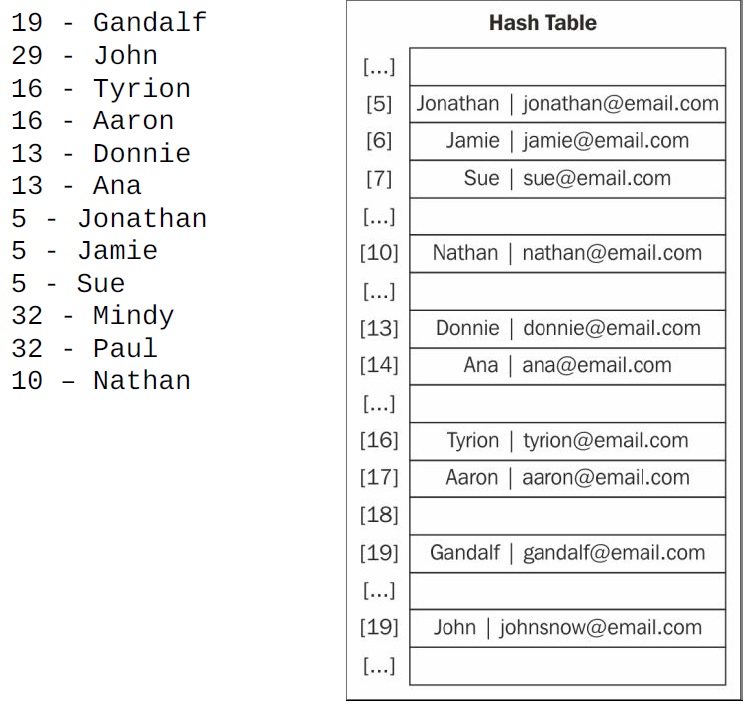 19 - Gandalf
29 - John
16 - Tyrion
16 - Aaron
13 - Donnie
13 - Ana
5 - Jonathan
5 - Jamie
5 - Sue
32 - Mindy
32 - Paul
10 – Nathan
Hash Table
[...]
[5] Jonathan | jonathan@email.com
[6] Jamie | jamie@email.com
[7] Sue | sue@email.com
[...]
[10] Nathan | nathan@email.com
[...]
[13] Donnie | donnie@email.com
[14] Ana | ana@email.com
[...]
[16] Tyrion | tyrion@email.com
[17] Aaron | aaron@email.com
[18]
[19] Gandalf | gandalf@email.com
[...]
[19] John | johnsnow@email.com
[...]